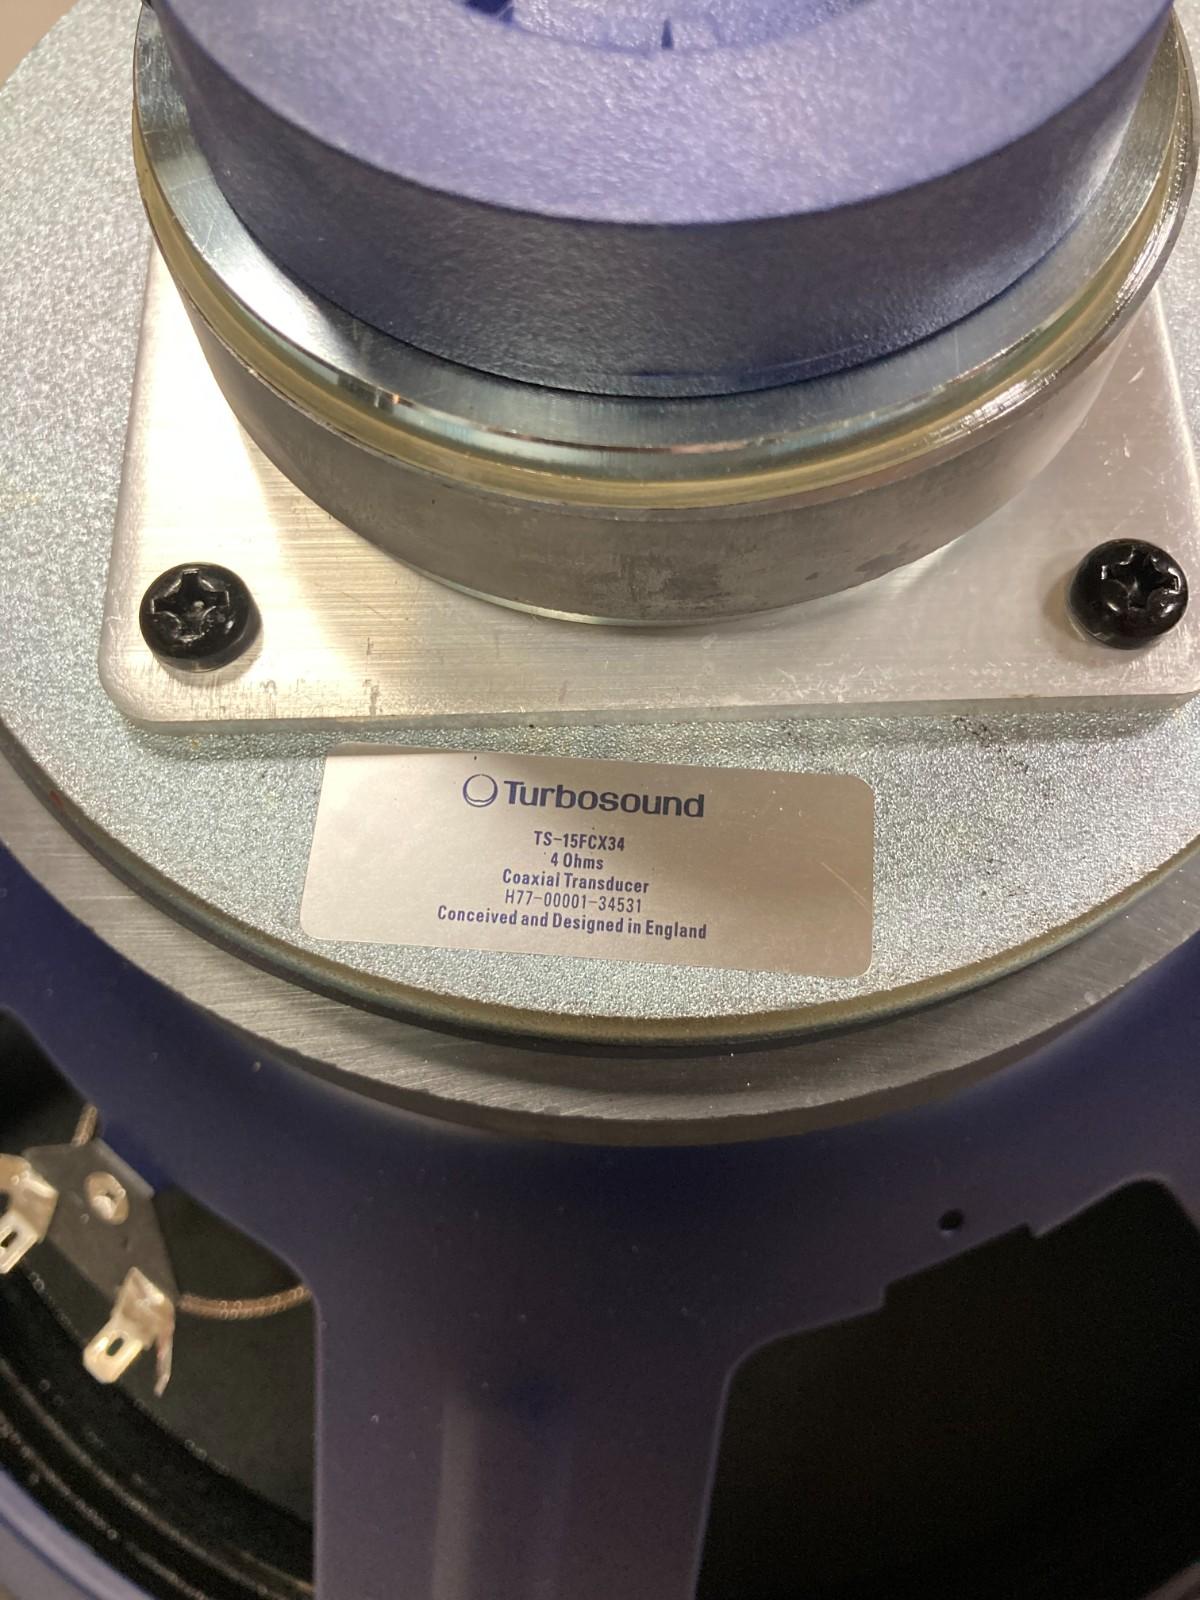 Turbosound
TS-15FCX34
4 Ohms
Coaxial Transducer
H77-00001-34531
Conceived and Designed in England